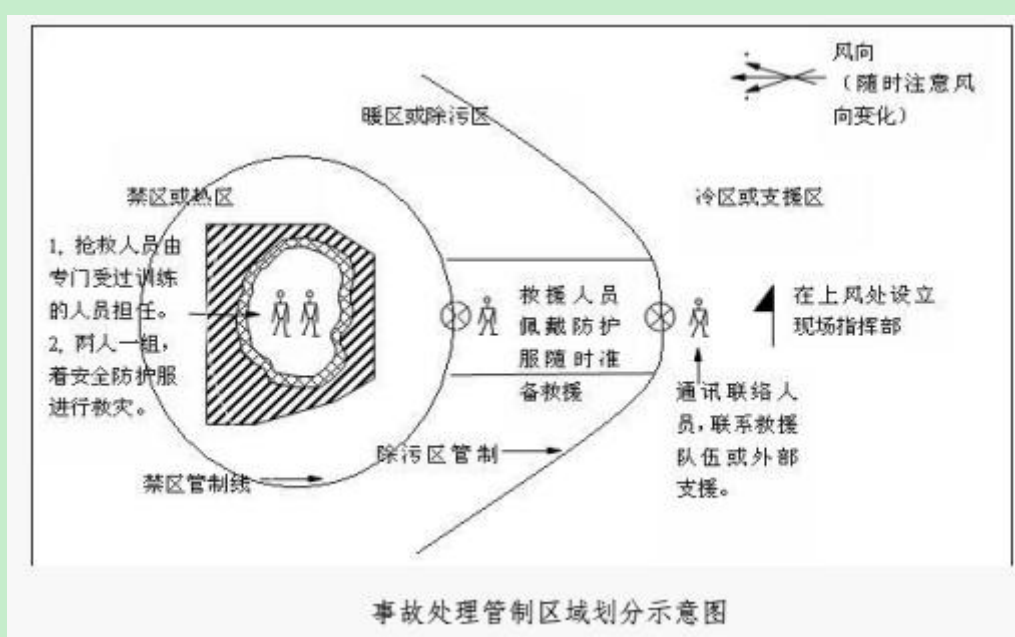 风向
（随时注意风
向变化）
暖区或除污区
禁区或热区
冷区或支援区
1. 抢救人员由
专门受过训练
的人员担任。
2. 两人一组，
着安全防护服
进行救灾。
救援人员
佩戴防护
服随时准
备救援
在上风处设立
现场指挥部
通讯联络人
员，联系救援
队伍或外部
支援。
除污区管制
禁区管制线
事故处理管制区域划分示意图